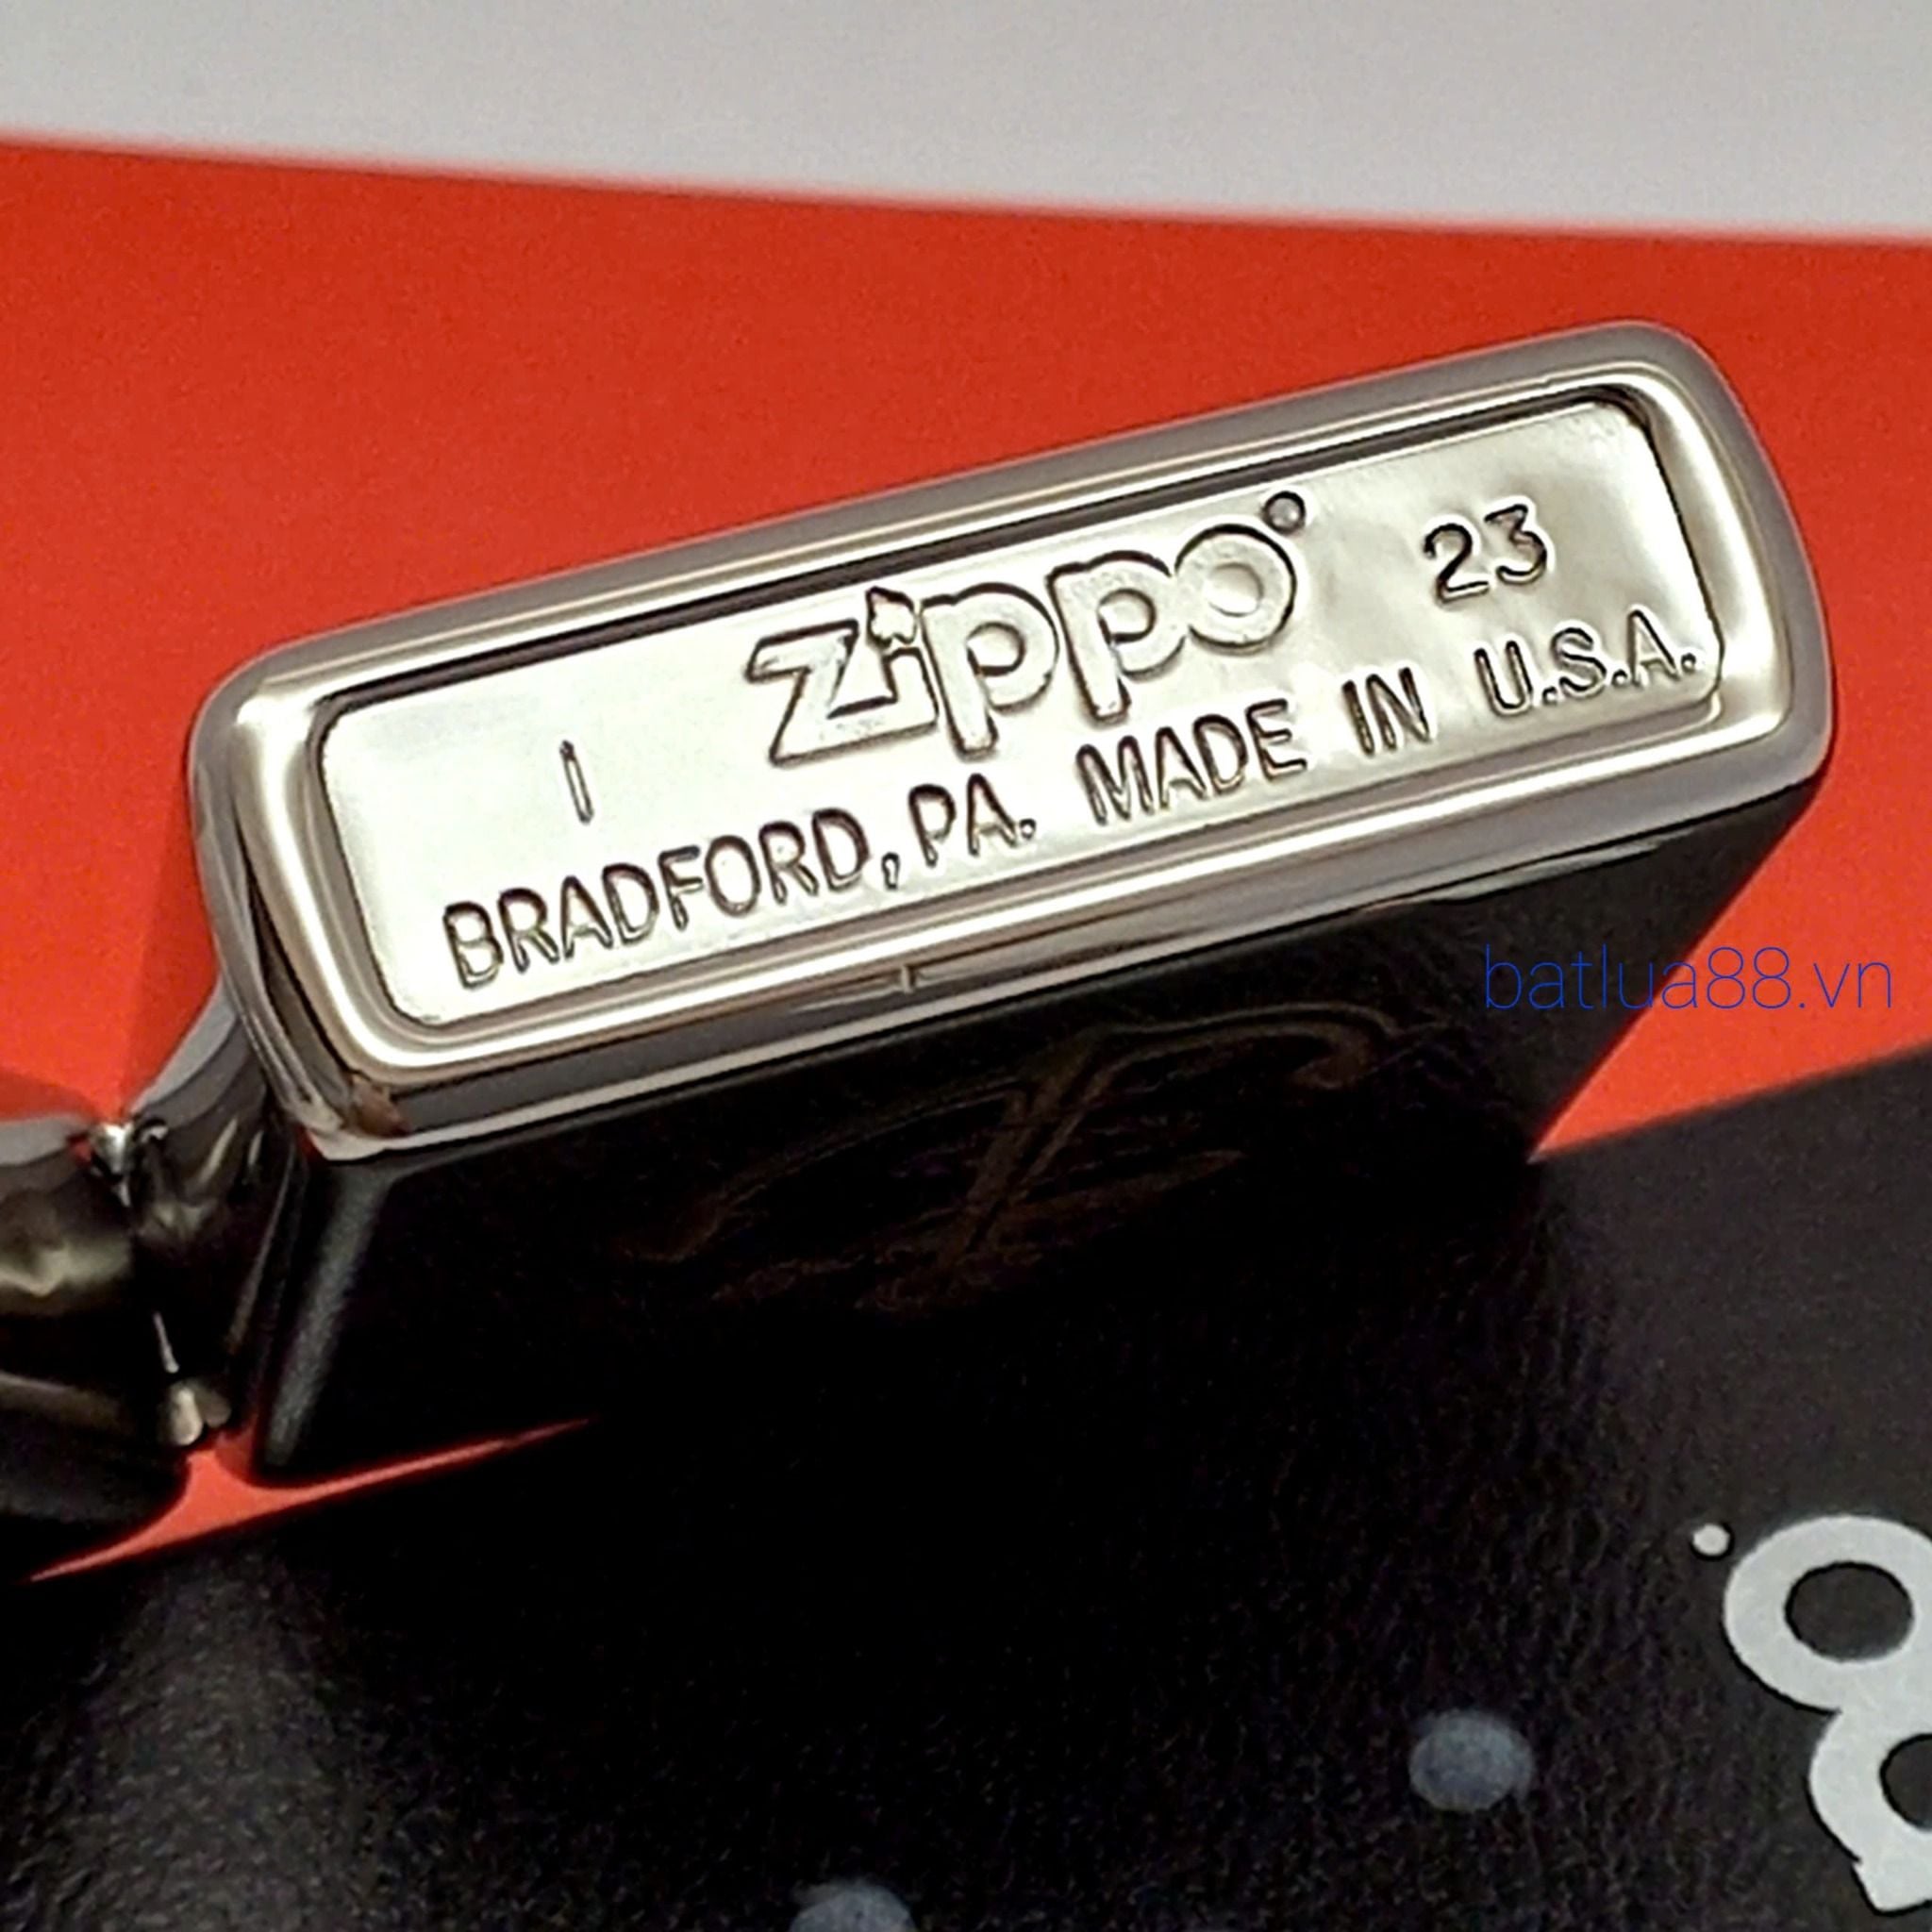 I zippo 23
BRADFORD, PA. MADE IN U.S.A.
batlua88.vn